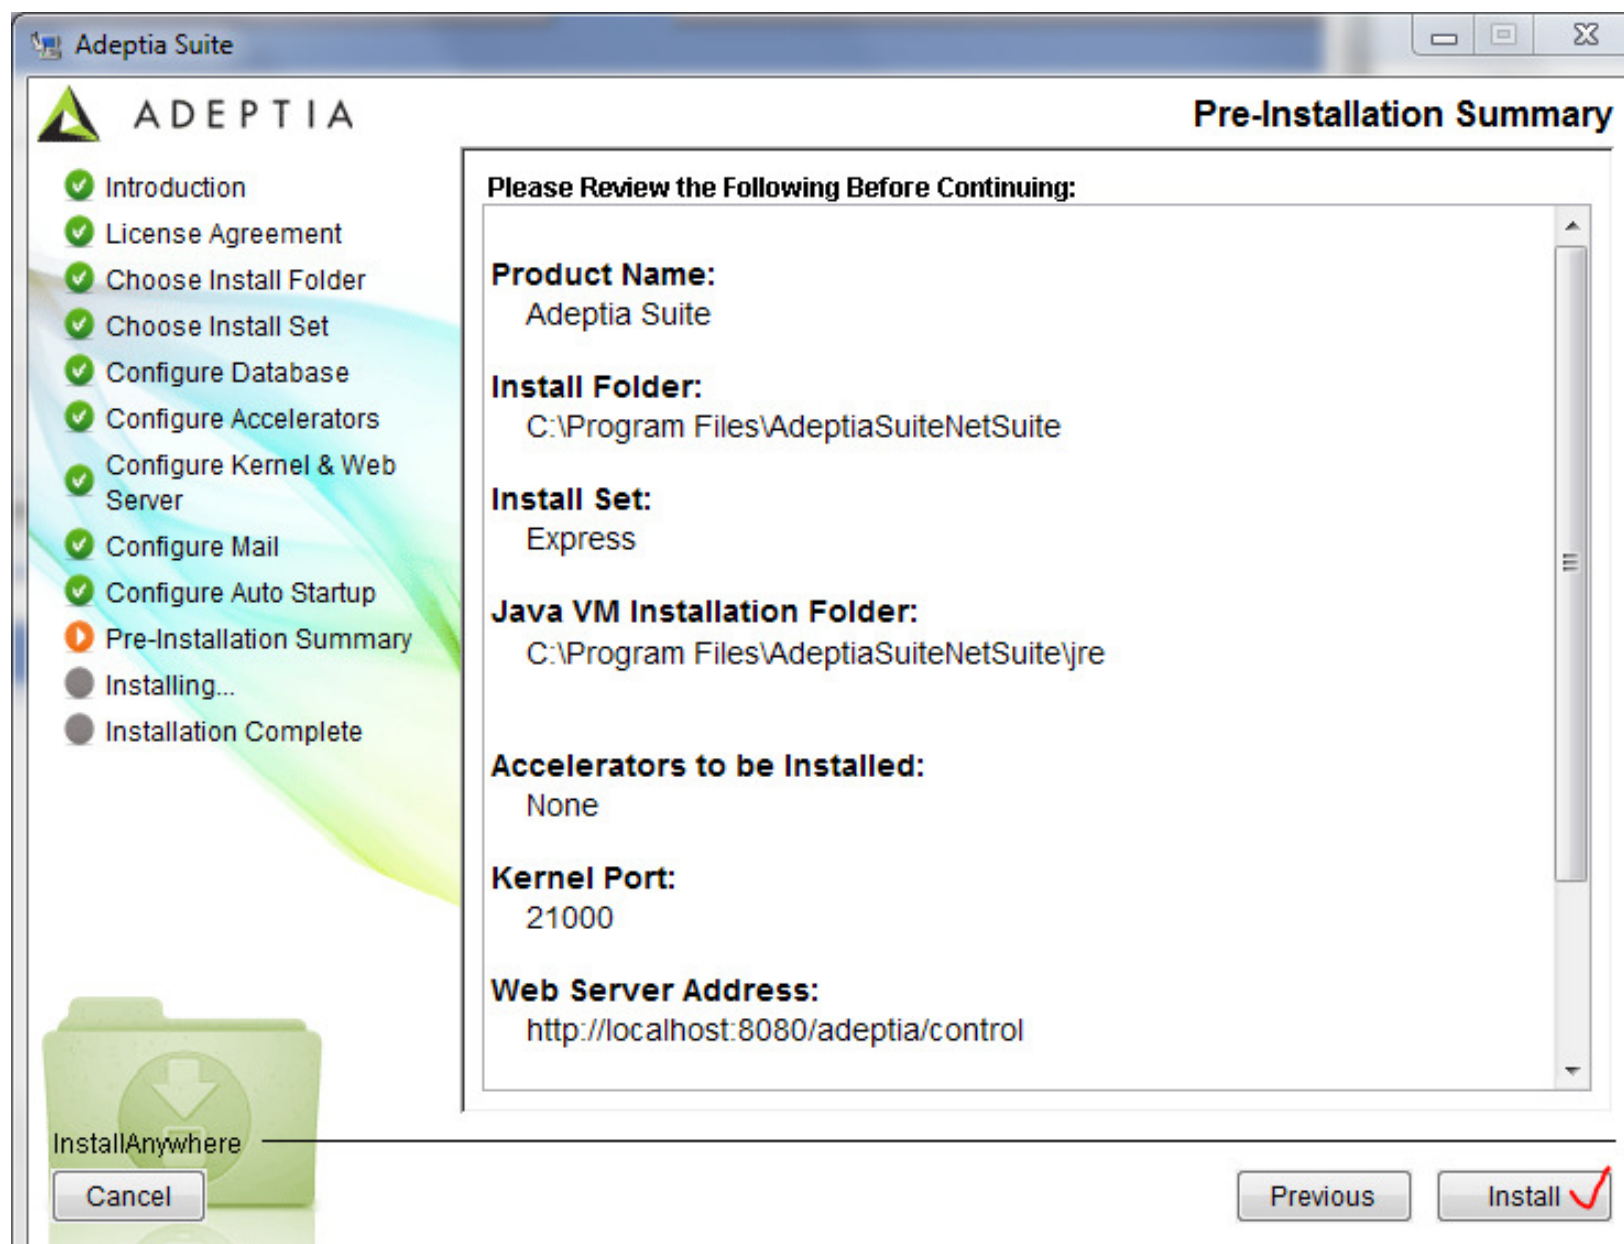 Adeptia Suite
ADEPTIA
Pre-Installation Summary
Introduction
License Agreement
Choose Install Folder
Choose Install Set
Configure Database
Configure Accelerators
Configure Kernel & Web
Server
Configure Mail
Configure Auto Startup
Pre-Installation Summary
Installing...
Installation Complete
Please Review the Following Before Continuing:
Product Name:
Adeptia Suite
Install Folder:
C:\Program Files\AdeptiaSuiteNetSuite
Install Set:
Express
Java VM Installation Folder:
C:\Program Files\AdeptiaSuiteNetSuite\jre
Accelerators to be Installed:
None
Kernel Port:
21000
Web Server Address:
http://localhost:8080/adeptia/control
InstallAnywhere
Cancel
Previous
Install